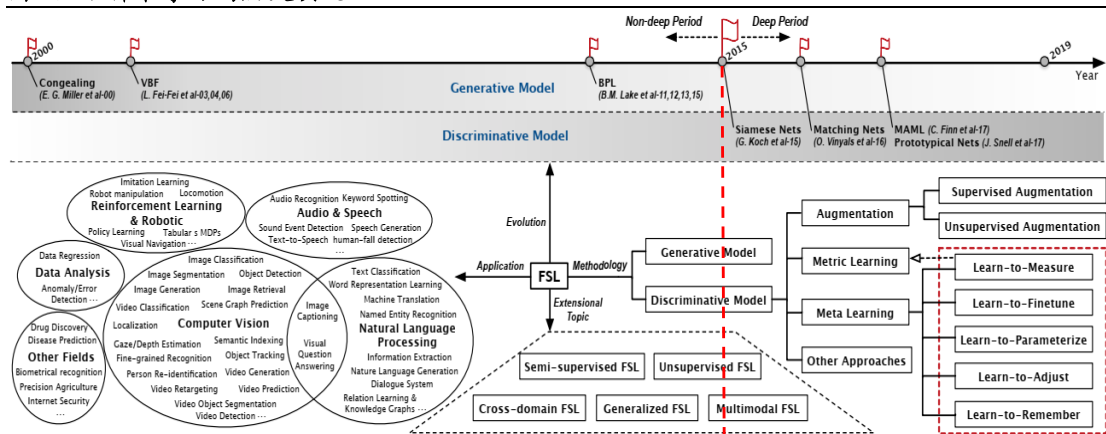 Non-deep Period
Deep Period
2000
2015
2019
Year
Congealing
(E. G. Miller et al-00)
VBF
(L. Fei-Fei et al-03,04,06)
Generative Model
BPL
(B.M. Lake et al-11,12,13,15)
Discriminative Model
Siamese Nets
(G. Koch et al-15)
Matching Nets
(O. Vinyals et al-16)
MAML (C. Finn et al-17)
Prototypical Nets (J. Snell et al-17)
Imitation Learning
Robot manipulation Locomotion
Reinforcement Learning
& Robotic
Policy Learning Tabular s MDPs
Visual Navigation ...
Audio Recognition Keyword Spotting
Audio & Speech
Sound Event Detection Speech Generation
Text-to-Speech human-fall detection
...
Data Regression
Data Analysis
Anomaly/Error
Detection ...
Image Classification
Image Segmentation Object Detection
Image Generation Image Retrieval
Video Classification Scene Graph Prediction
Localization Computer Vision
Gaze/Depth Estimation Semantic Indexing
Fine-grained Recognition Object Tracking
Person Re-identification Video Generation
Video Retargeting Video Prediction
Video Object Segmentation
Video Detection ...
Image
Captioning
Visual
Question
Answering
Text Classification
Word Representation Learning
Machine Translation
Named Entity Recognition
Natural Language
Processing
Information Extraction
Nature Language Generation
Dialogue System
Relation Learning &
Knowledge Graphs ...
Drug Discovery
Disease Prediction
Other Fields
Biometrical recognition
Precision Agriculture
Internet Security
...
Evolution
Application
FSL
Methodology
Extensional
Topic
Generative Model
Discriminative Model
Semi-supervised FSL
Unsupervised FSL
Cross-domain FSL
Generalized FSL
Multimodal FSL
Augmentation
Metric Learning
Meta Learning
Other Approaches
Supervised Augmentation
Unsupervised Augmentation
Learn-to-Measure
Learn-to-Finetune
Learn-to-Parameterize
Learn-to-Adjust
Learn-to-Remember